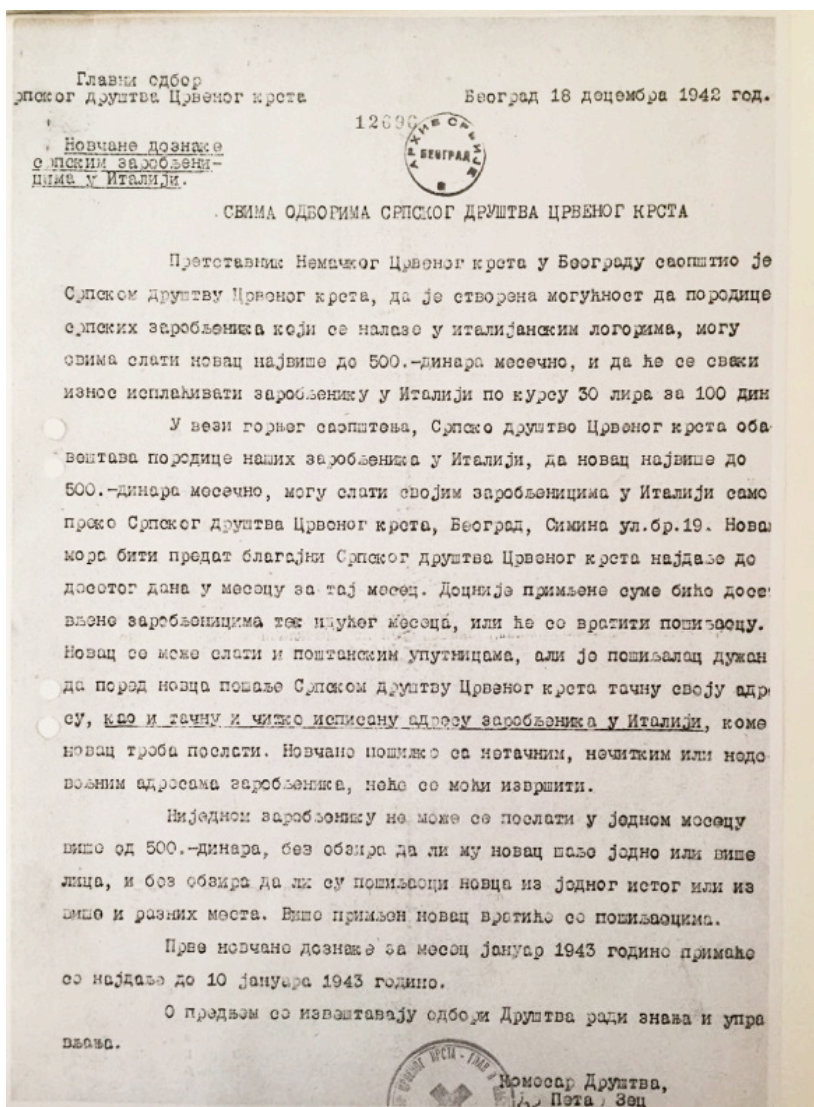 Главни одбор
рпског друштва Црвеног крста
Београд 18 децембра 1942 год.
12696
АРХИВ СРБИЈЕ
БЕОГРАД
Новчане дознаке
српским заробљени-
цима у Италији.
СВИМА ОДБОРИМА СРПСКОГ ДРУШТВА ЦРВЕНОГ КРСТА
Претставник Немачког Црвеног крста у Београду саопштио је
Српском друштву Црвеног крста, да је створена могућност да породице
српских заробљеника који се налазе у италијанским логорима, могу
овима слати новац највише до 500.-динара месечно, и да ће се сваки
износ исплаћивати заробљенику у Италији по курсу 30 лира за 100 дин
У вези горњег саопштења, Српско друштво Црвеног крста оба
вештава породице наших заробљеника у Италији, да новац највише до
500.-динара месечно, могу слати својим заробљеницима у Италији само
преко Српског друштва Црвеног крста, Београд, Симина ул.бр.19. Нова
мора бити предат благајни Српског друштва Црвеног крста најдаље до
десетог дана у месецу за тај месец. Доцније примљене суме биће досе
вљене заробљеницима тек идућег месеца, или ће се вратити пошиљаоцу.
Новац се може слати и поштанским упутницама, али је пошиљалац дужан
да поред новца пошаље Српском друштву Црвеног крста тачну своју адр
су, као и тачну и читко исписану адресу заробљеника у Италији, коме
новац треба послати. Новчане пошиљке са нетачним, нечитким или недо
вољним адресама заробљеника, неће се моћи извршити.
Ниједном заробљенику не може се послати у једном месецу
више од 500.-динара, без обзира да ли му новац шаље једно или више
лица, и без обзира да ли су пошиљаоци новца из једног истог или из
више и разних места. Више примљен новац вратиће се пошиљаоцима.
Прве новчане дознаке за месец јануар 1943 године примаће
се најдаље до 10 јануара 1943 године.
О предњем се извештавају одбори Друштва ради знања и упра
вљања.
ЦРВЕНОГ КРСТА - ГЛАВ
Комесар Друштва,
Др Пета Зец